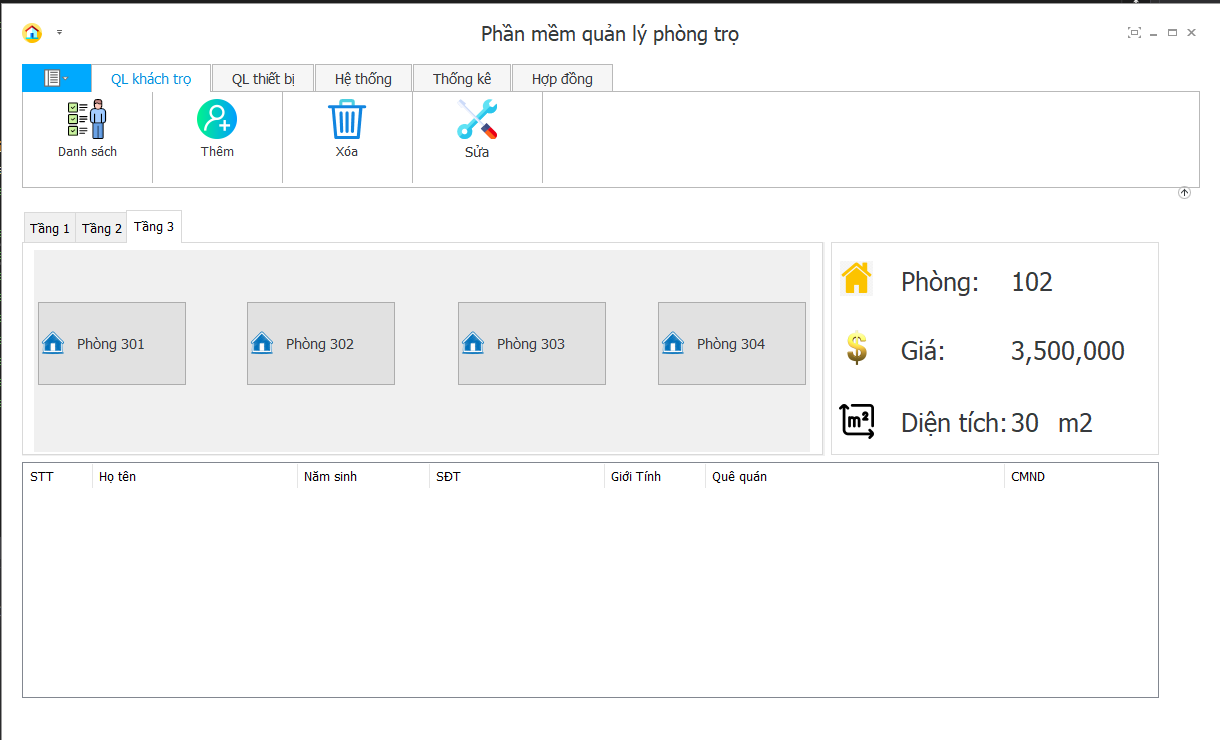 Phần mềm quản lý phòng trọ
QL khách trọ QL thiết bị Hệ thống Thống kê Hợp đồng
Danh sách Thêm Xóa Sửa
Tầng 1 Tầng 2 Tầng 3
Phòng 301 Phòng 302 Phòng 303 Phòng 304
Phòng: 102
Giá: 3,500,000
m² Diện tích: 30 m2
STT Họ tên Năm sinh SĐT Giới Tính Quê quán CMND